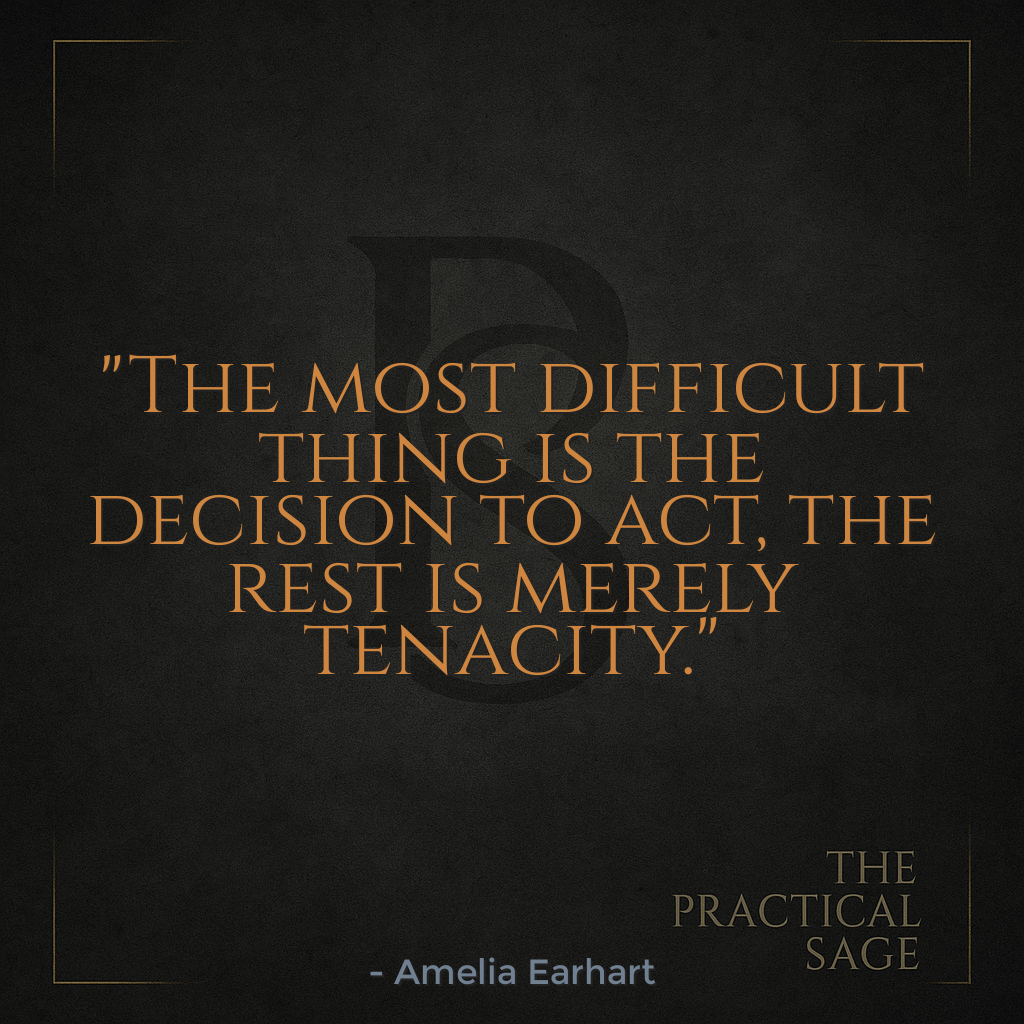 "The most difficult
thing is the
decision to act, the
rest is merely
tenacity."
THE
PRACTICAL
SAGE
- Amelia Earhart